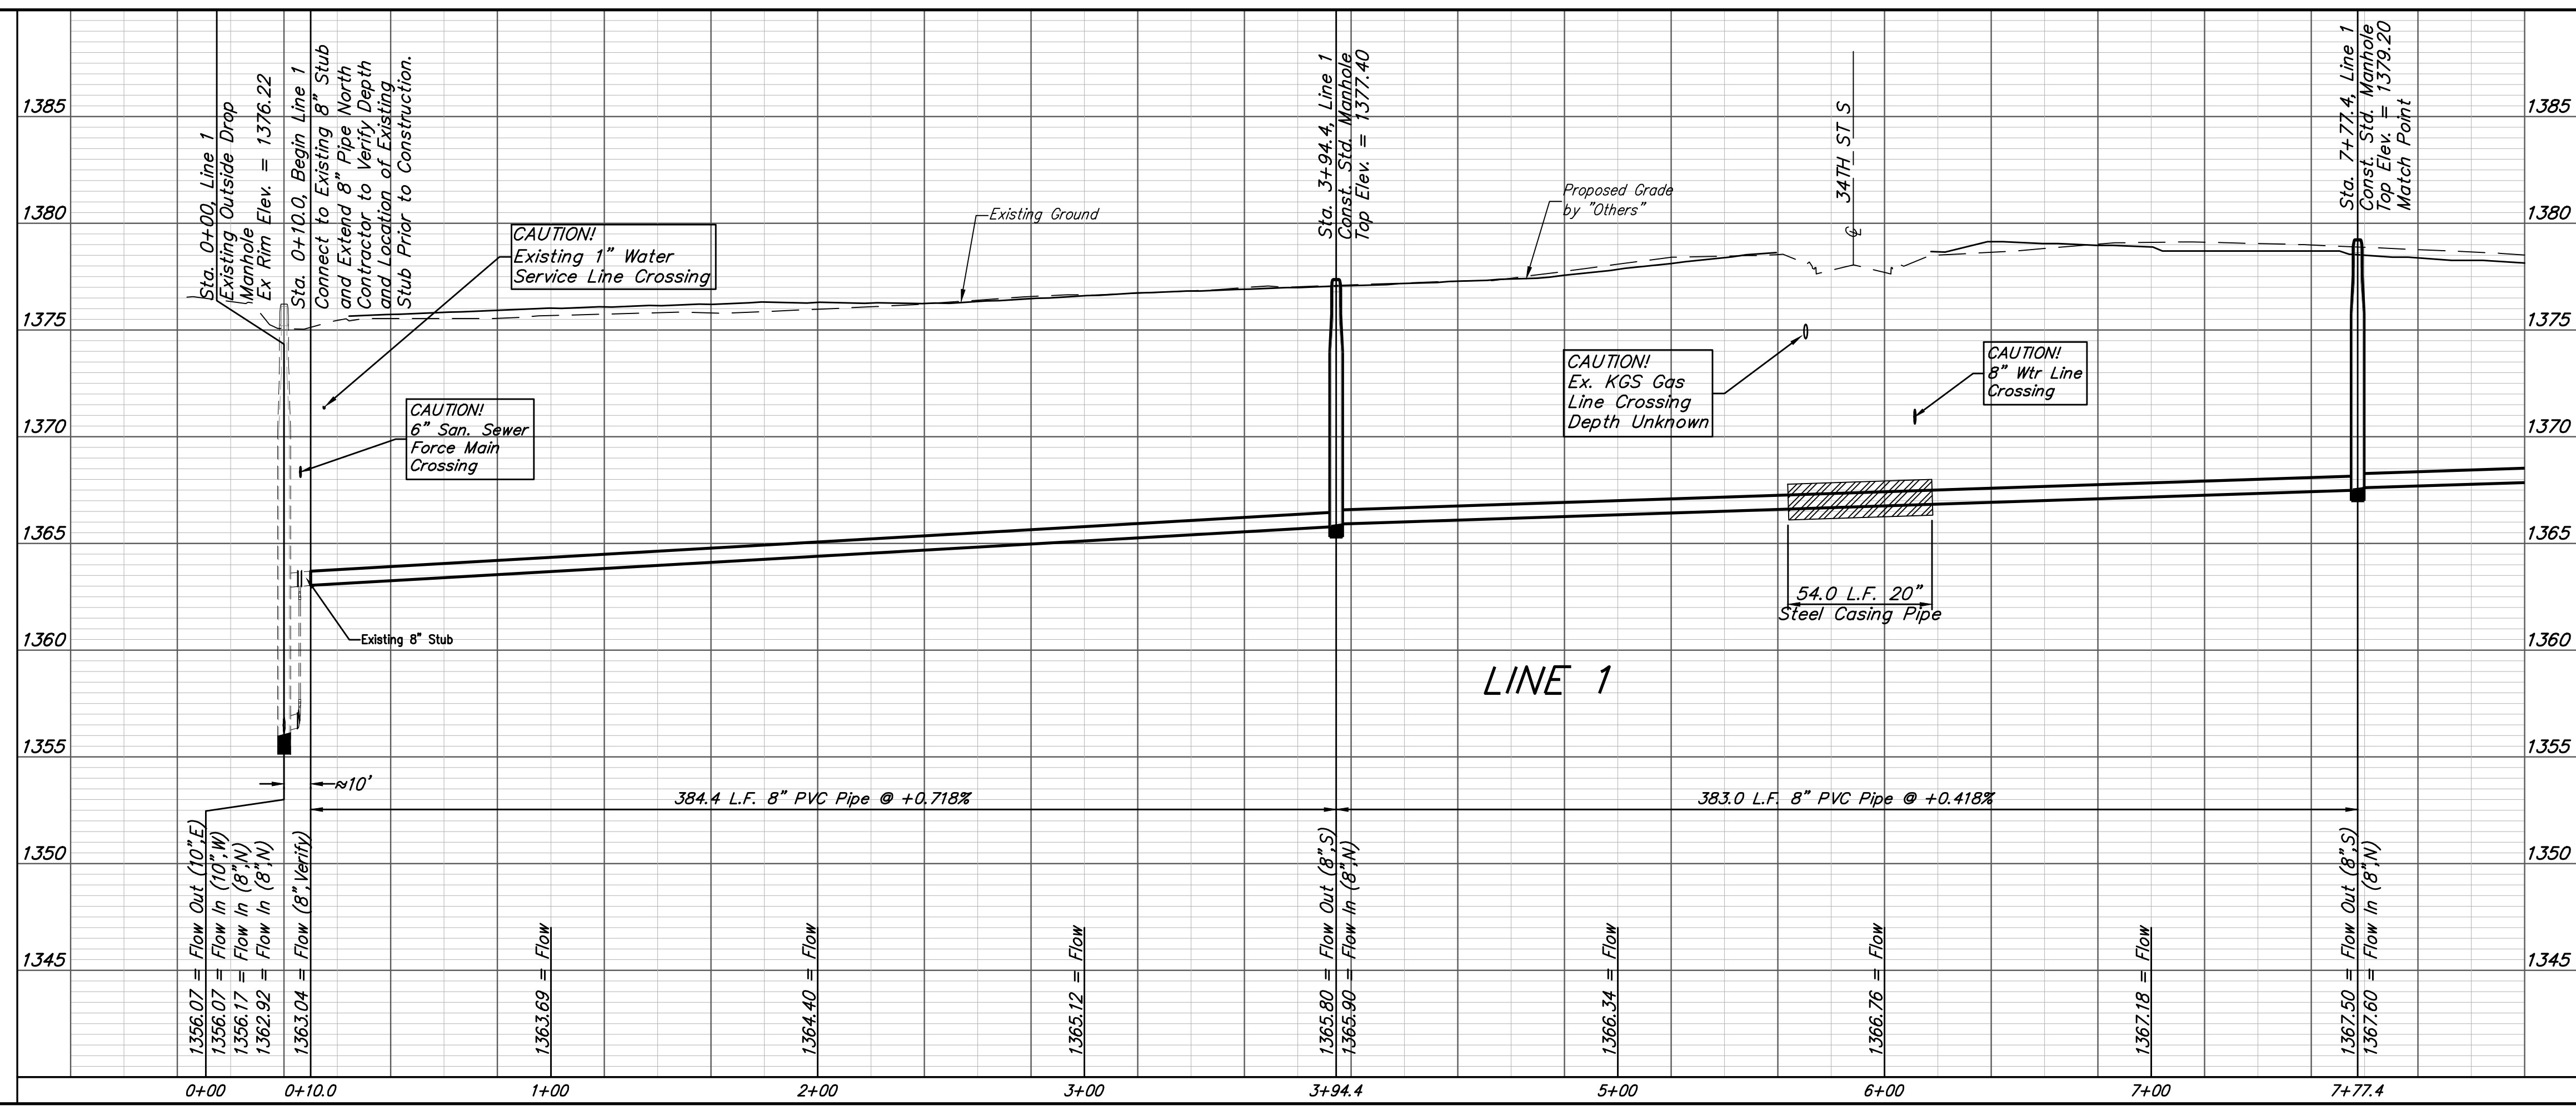 Sta. 0+00, Line 1
Existing Outside Drop
Manhole
Ex Rim Elev. = 1376.22
Sta. 0+10.0, Begin Line 1
Connect to Existing 8" Stub
and Extend 8" Pipe North
Contractor to Verify Depth
and Location of Existing
Stub Prior to Construction.
CAUTION!
Existing 1" Water
Service Line Crossing
Existing Ground
Sta. 3+94.4, Line 1
Const. Std. Manhole
Top Elev. = 1377.40
Proposed Grade
by "Others"
34TH ST S
℄
Sta. 7+77.4, Line 1
Const. Std. Manhole
Top Elev. = 1379.20
Match Point
1385
1380
1375
1370
1365
1360
1355
1350
1345
CAUTION!
6" San. Sewer
Force Main
Crossing
CAUTION!
Ex. KGS Gas
Line Crossing
Depth Unknown
CAUTION!
8" Wtr Line
Crossing
54.0 L.F. 20"
Steel Casing Pipe
Existing 8" Stub
LINE 1
≈10'
384.4 L.F. 8" PVC Pipe @ +0.718%
383.0 L.F. 8" PVC Pipe @ +0.418%
1356.07 = Flow Out (10",E)
1356.07 = Flow In (10",W)
1356.17 = Flow In (8",N)
1362.92 = Flow In (8",N)
1363.04 = Flow (8",Verify)
1363.69 = Flow
1364.40 = Flow
1365.12 = Flow
1365.80 = Flow Out (8",S)
1365.90 = Flow In (8",N)
1366.34 = Flow
1366.76 = Flow
1367.18 = Flow
1367.50 = Flow Out (8",S)
1367.60 = Flow In (8",N)
1385
1380
1375
1370
1365
1360
1355
1350
1345
0+00 0+10.0 1+00 2+00 3+00 3+94.4 5+00 6+00 7+00 7+77.4